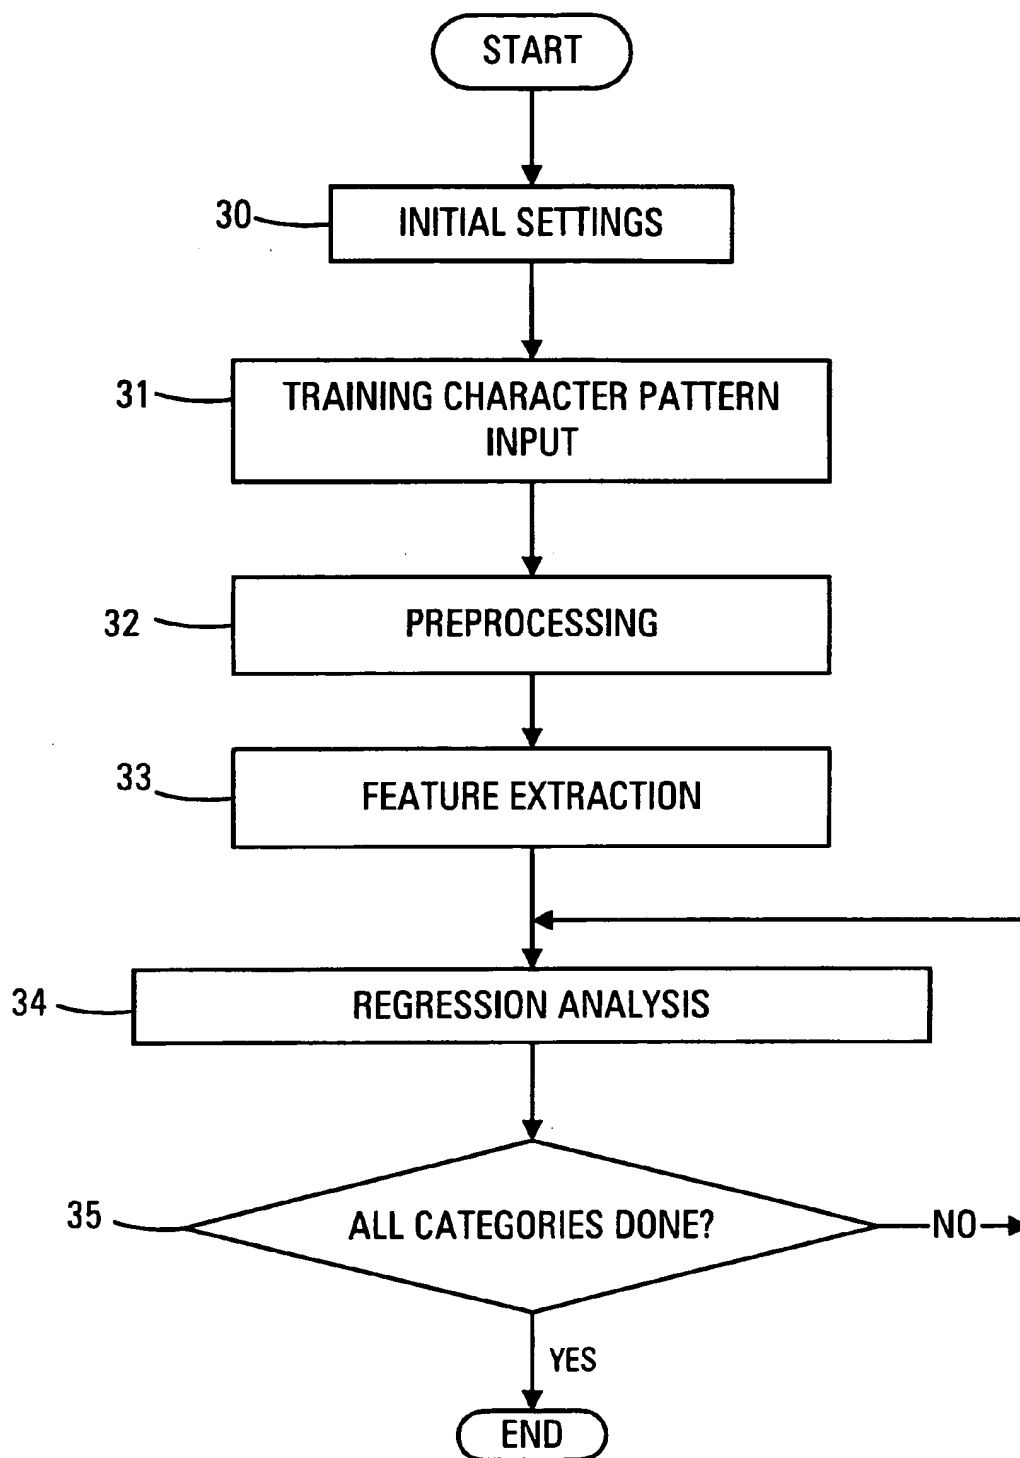 START
30
INITIAL SETTINGS
31
TRAINING CHARACTER PATTERN
INPUT
32
PREPROCESSING
33
FEATURE EXTRACTION
34
REGRESSION ANALYSIS
35
ALL CATEGORIES DONE?
NO
YES
END